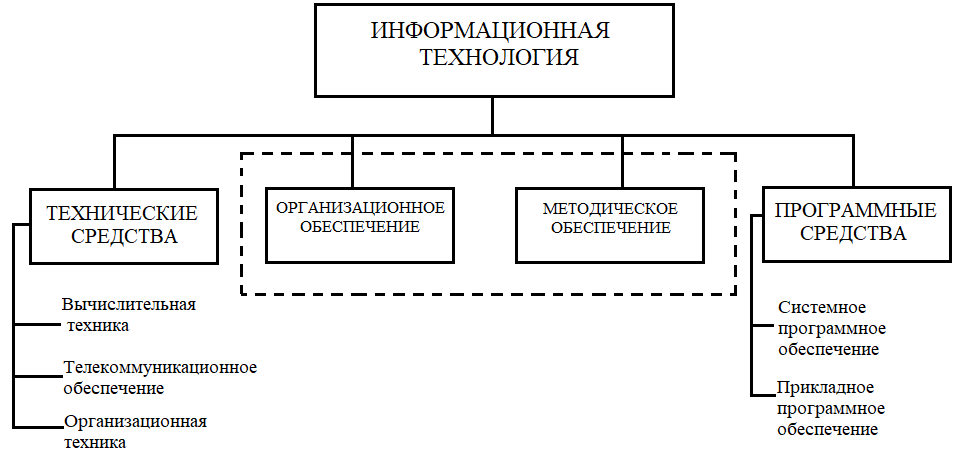 ИНФОРМАЦИОННАЯ
ТЕХНОЛОГИЯ
ТЕХНИЧЕСКИЕ
СРЕДСТВА
ОРГАНИЗАЦИОННОЕ
ОБЕСПЕЧЕНИЕ
МЕТОДИЧЕСКОЕ
ОБЕСПЕЧЕНИЕ
ПРОГРАММНЫЕ
СРЕДСТВА
Вычислительная
техника
Телекоммуникационное
обеспечение
Организационная
техника
Системное
программное
обеспечение
Прикладное
программное
обеспечение